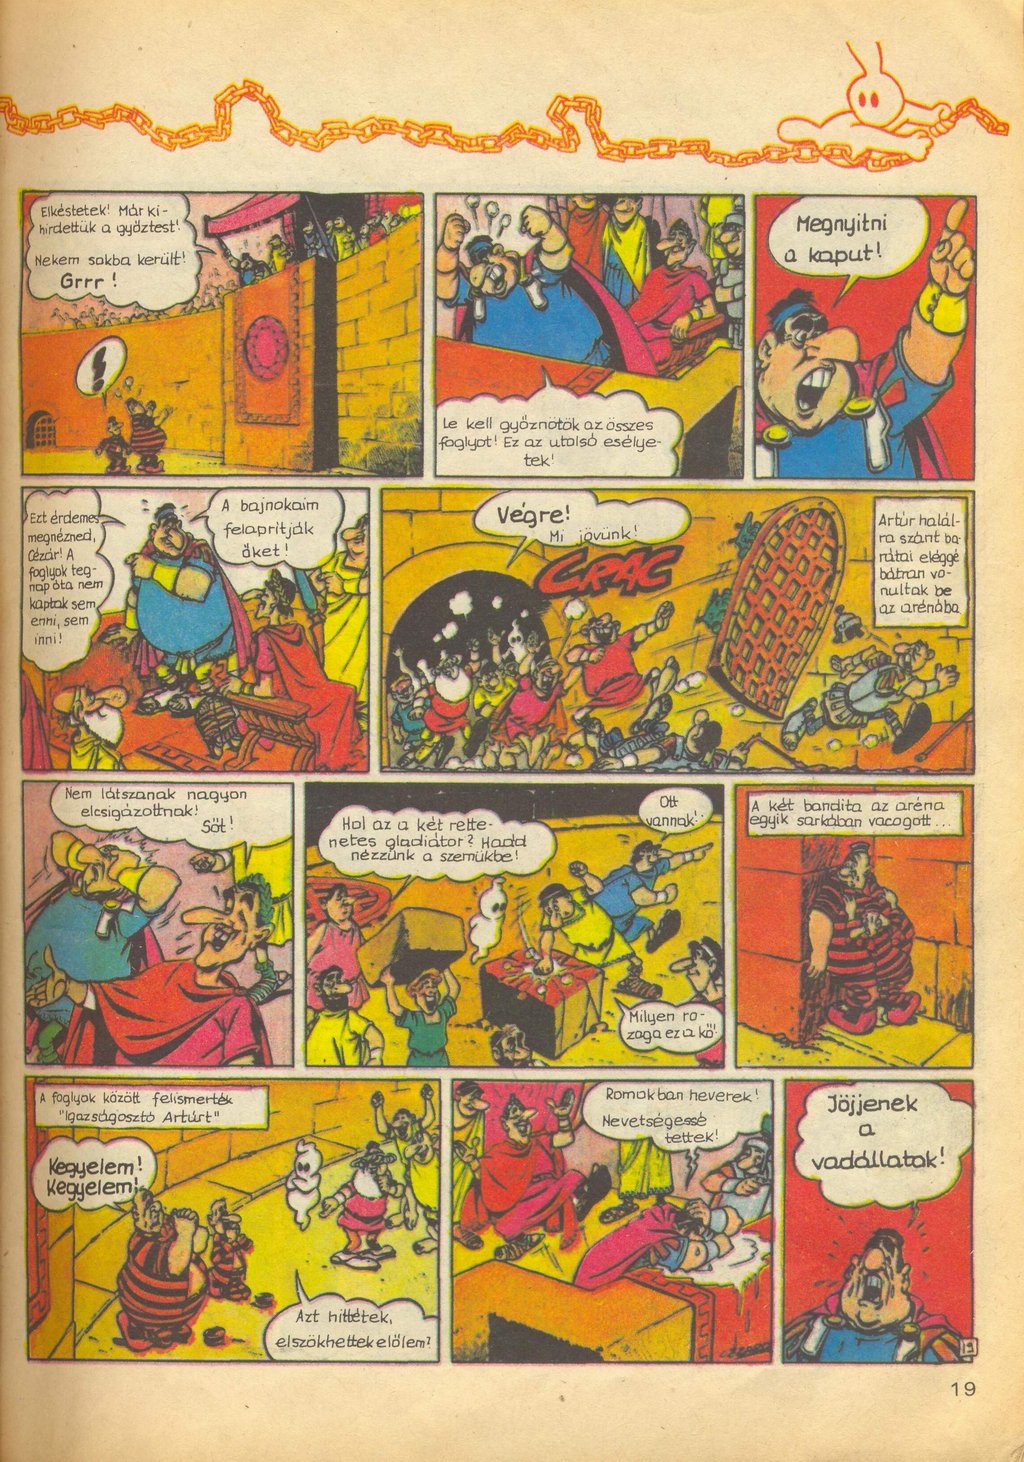 Elkéstetek! Már ki-
hirdettük a győztest!
Nekem sokba került!
Grrr!
!
Le kell győznötök az összes
foglyot! Ez az utolsó esélye-
tek!
Megnyitni
a kaput!
Ezt érdemes
megnézned,
Cézár! A
foglyok teg-
nap óta nem
kaptak sem
enni, sem
inni!
A bajnokaim
felaprítják
őket!
Végre!
Mi jövünk!
CRAC
Artúr halál-
ra szánt ba-
rátai eléggé
bátran vo-
nultak be
az arénába
Nem látszanak nagyon
elcsigázottnak!
Sőt!
Hol az a két rette-
netes gladiátor? Hadd
nézzünk a szemükbe!
Ott
vannak!
Milyen ro-
zoga ez a kő!
A két bandita az aréna
egyik sarkában vacogott...
A foglyok között felismerték
"Igazságosztó Artúrt"
Kegyelem!
Kegyelem!
Azt hittétek,
elszökhettek előlem?
Romokban heverek!
Nevetségessé
tettek!
Jöjjenek
a
vadállatok!
19